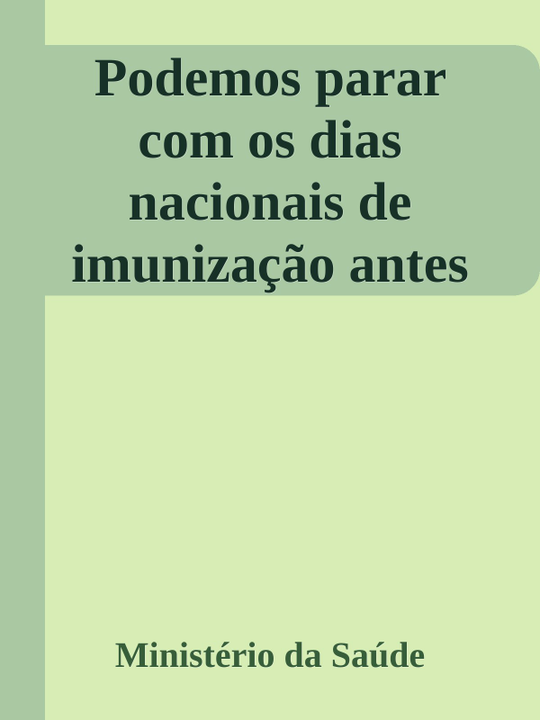 Podemos parar
com os dias
nacionais de
imunização antes
Ministério da Saúde